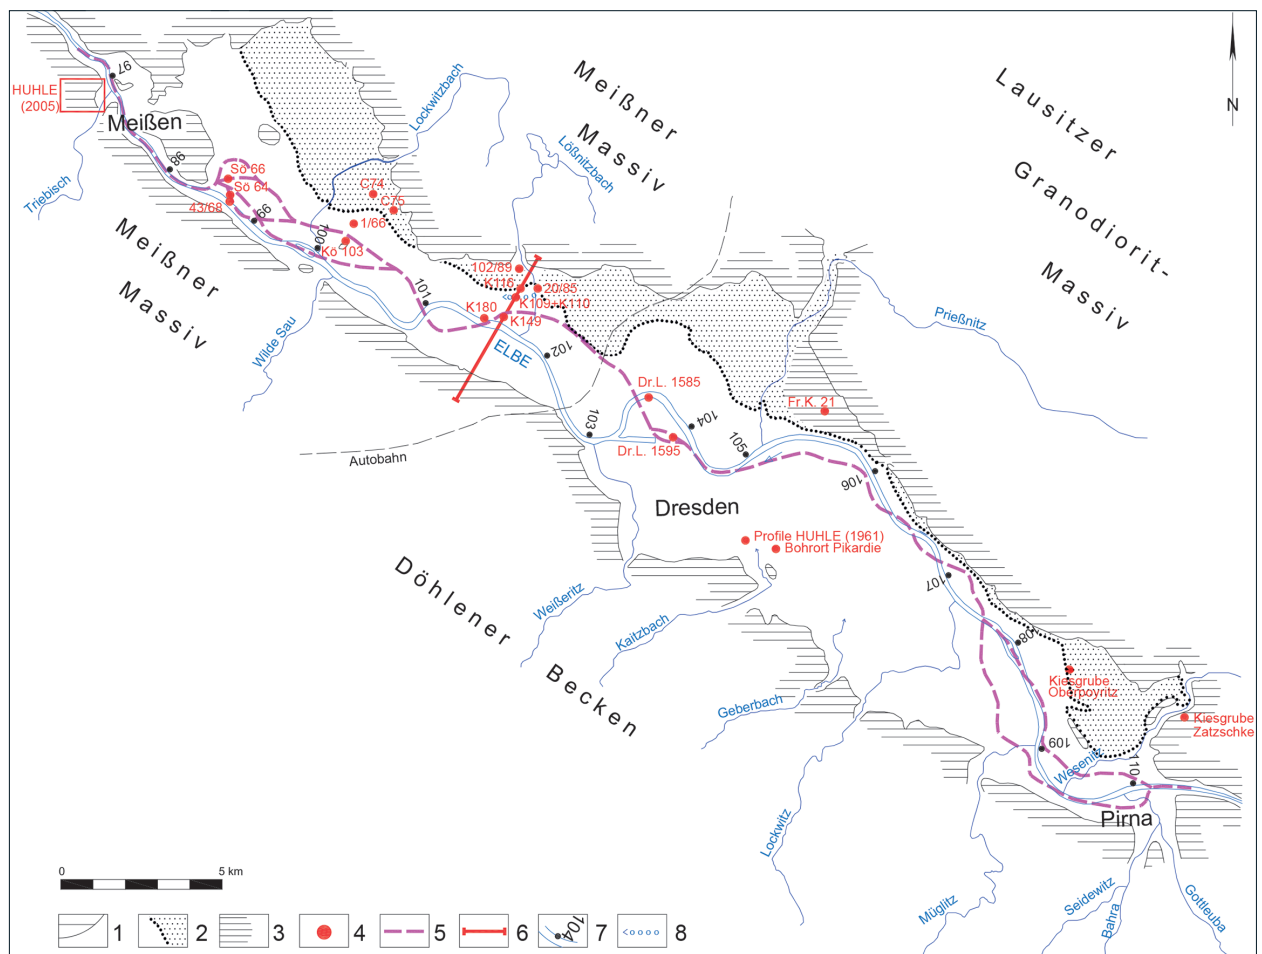 97
HUHLE
(2005)
Meißen
Triebisch
98
Sö 66
Sö 64
43/68
99
100
Kö 103
1/66
C74
C75
Lockwitzbach
Lößnitzbach
Meißner
Massiv
Lausitzer
Granodiorit-
Massiv
N
Meißner
Massiv
Wilde Sau
101
102/89
K116
20/85
K109+K110
K180
K149
ELBE
102
Prießnitz
103
Dr.L. 1585
104
Dr.L. 1595
105
Fr.K. 21
Autobahn
106
Dresden
Profile HUHLE (1961)
Bohrort Pikardie
Döhlener
Becken
Weißeritz
Kaitzbach
107
108
Kiesgrube
Oberpoyritz
Kiesgrube
Zatzschke
Geberbach
109
Wesenitz
110
Pirna
Lockwitz
Müglitz
Seidewitz
Bahra
Gottleuba
0 5 km
1 2 3 4 5 6 104 7 8